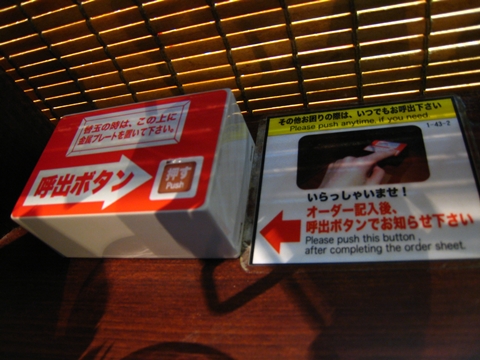 替玉の時は、この上に
金属プレートを置いて下さい。
呼出ボタン
押す
Push
その他お困りの際は、いつでもお呼出下さい
Please push anytime, if you need.
1-43-2
いらっしゃいませ!
オーダー記入後、
呼出ボタンでお知らせ下さい
Please push this button ,
after completing the order sheet.